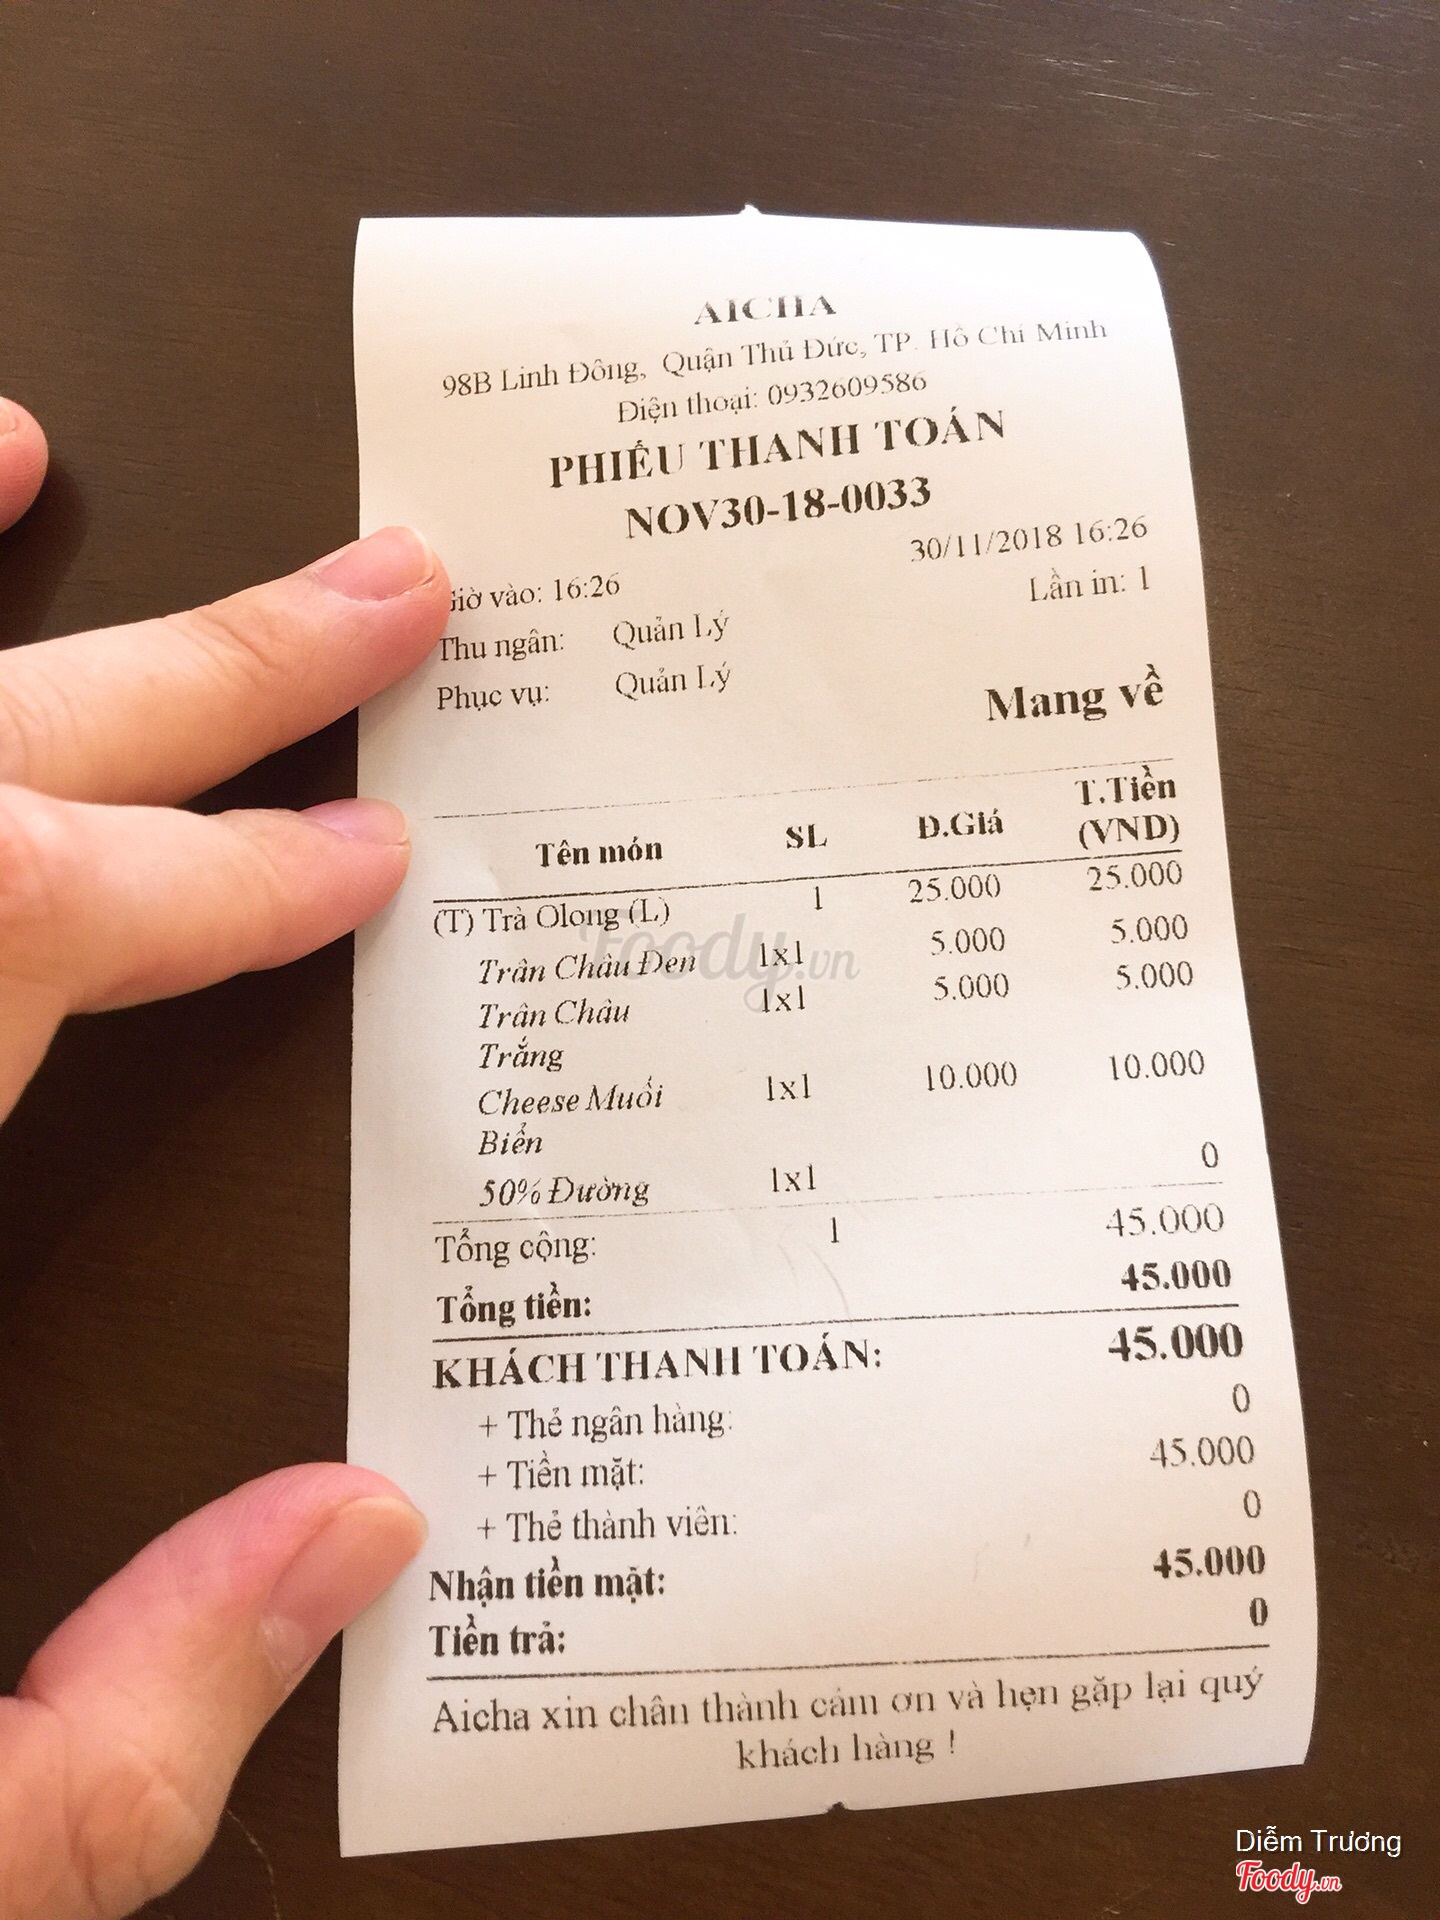 AICHA
98B Linh Đông, Quận Thủ Đức, TP. Hồ Chí Minh
Điện thoại: 0932609586
PHIẾU THANH TOÁN
NOV30-18-0033
30/11/2018 16:26
Giờ vào: 16:26 Lần in: 1
Thu ngân: Quản Lý
Phục vụ: Quản Lý
Mang về
Tên món SL Đ.Giá T.Tiền (VND)
(T) Trà Olong (L) 1 25.000 25.000
Trân Châu Đen 1x1 5.000 5.000
Trân Châu 1x1 5.000 5.000
Trắng
Cheese Muối 1x1 10.000 10.000
Biển
50% Đường 1x1 0
Tổng cộng: 1 45.000
Tổng tiền: 45.000
KHÁCH THANH TOÁN: 45.000
+ Thẻ ngân hàng: 0
+ Tiền mặt: 45.000
+ Thẻ thành viên: 0
Nhận tiền mặt: 45.000
Tiền trả: 0
Aicha xin chân thành cảm ơn và hẹn gặp lại quý
khách hàng !
Foody.vn
Diễm Trương
Foody.vn